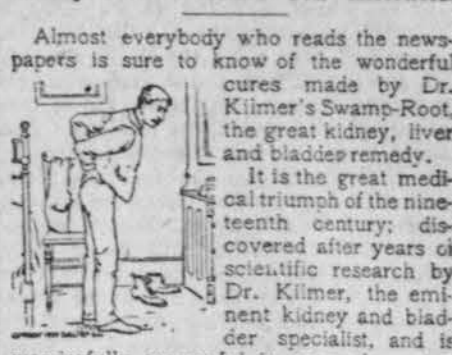 Almost everybody who reads the news-
papers is sure to know of the wonderful
cures made by Dr.
Kilmer's Swamp-Root,
the great kidney, liver
and bladder remedy.
It is the great medi-
cal triumph of the nine-
teenth century; dis-
covered after years of
scientific research by
Dr. Kilmer, the emi-
nent kidney and blad-
der specialist, and is